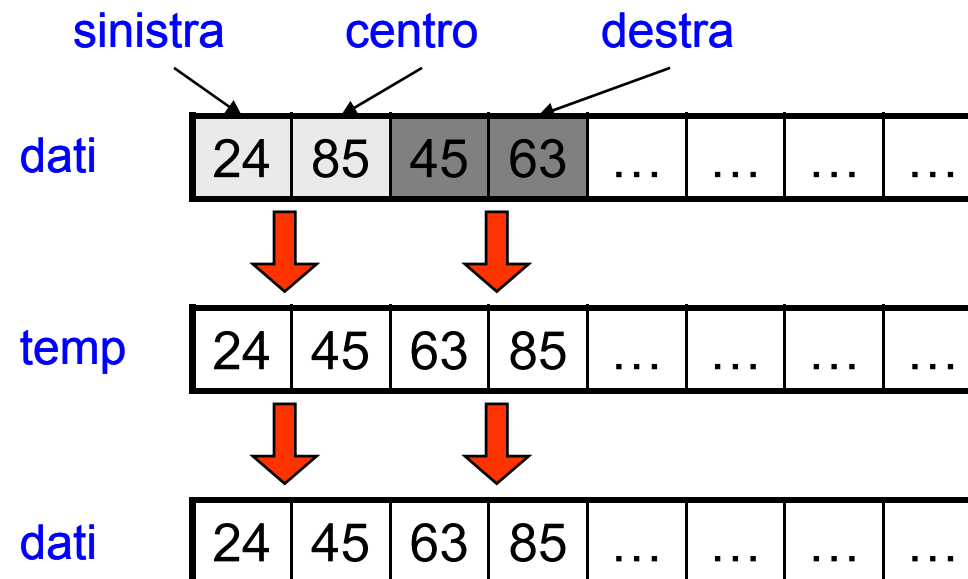 sinistra centro destra
dati 24 85 45 63 … … … …
temp 24 45 63 85 … … … …
dati 24 45 63 85 … … … …